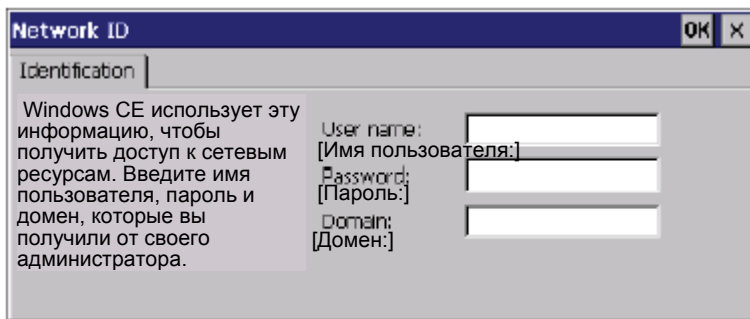 Network ID
OK ×
Identification
Windows CE использует эту
информацию, чтобы
получить доступ к сетевым
ресурсам. Введите имя
пользователя, пароль и
домен, которые вы
получили от своего
администратора.
User name:
[Имя пользователя:]
Password:
[Пароль:]
Domain:
[Домен:]